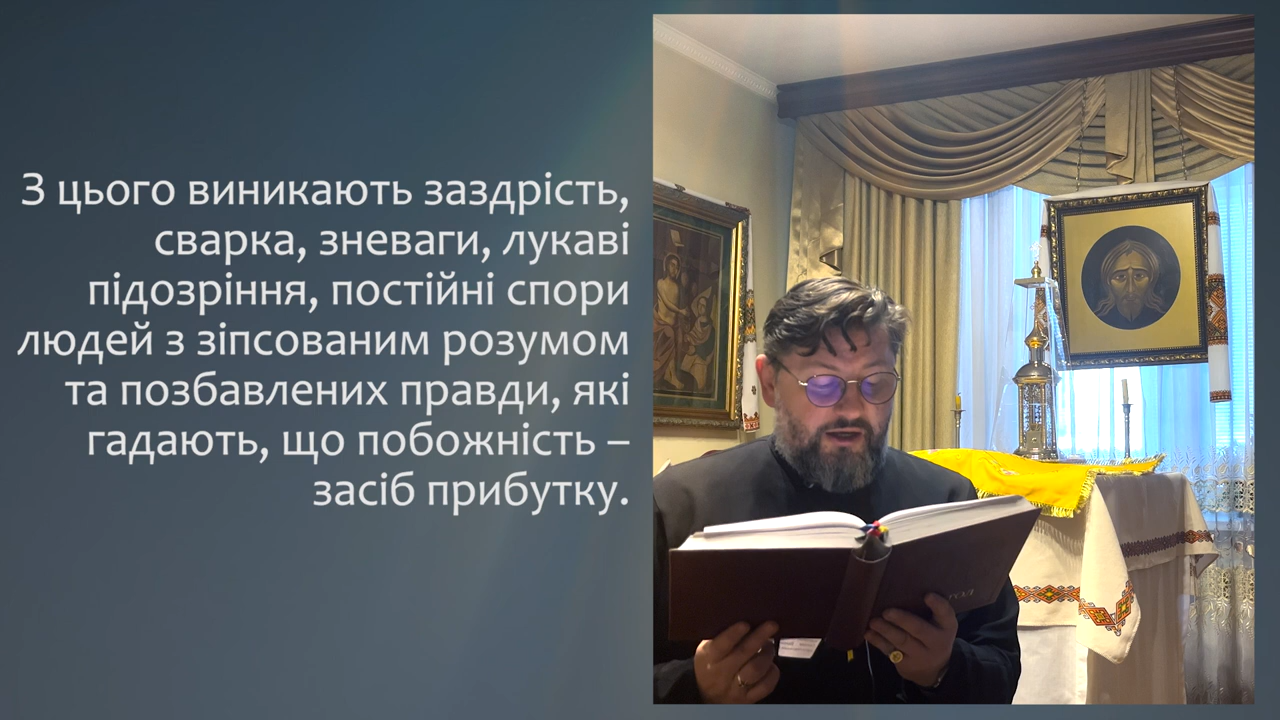 З цього виникають заздрість,
сварка, зневаги, лукаві
підозріння, постійні спори
людей з зіпсованим розумом
та позбавлених правди, які
гадають, що побожність –
засіб прибутку.